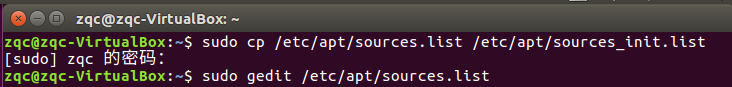 zqc@zqc-VirtualBox: ~
zqc@zqc-VirtualBox:~$ sudo cp /etc/apt/sources.list /etc/apt/sources_init.list
[sudo] zqc 的密码：
zqc@zqc-VirtualBox:~$ sudo gedit /etc/apt/sources.list